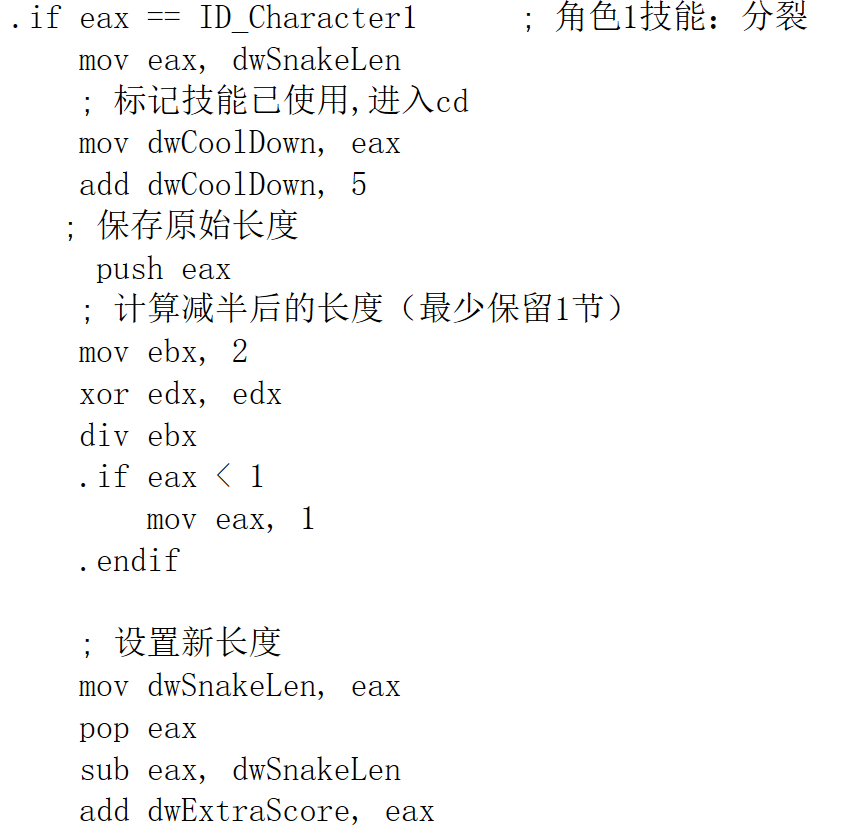 .if eax == ID_Character1      ; 角色1技能：分裂
    mov eax, dwSnakeLen
    ; 标记技能已使用,进入cd
    mov dwCoolDown, eax
    add dwCoolDown, 5
   ; 保存原始长度
     push eax
    ; 计算减半后的长度（最少保留1节）
    mov ebx, 2
    xor edx, edx
    div ebx
    .if eax < 1
        mov eax, 1
    .endif

    ; 设置新长度
    mov dwSnakeLen, eax
    pop eax
    sub eax, dwSnakeLen
    add dwExtraScore, eax